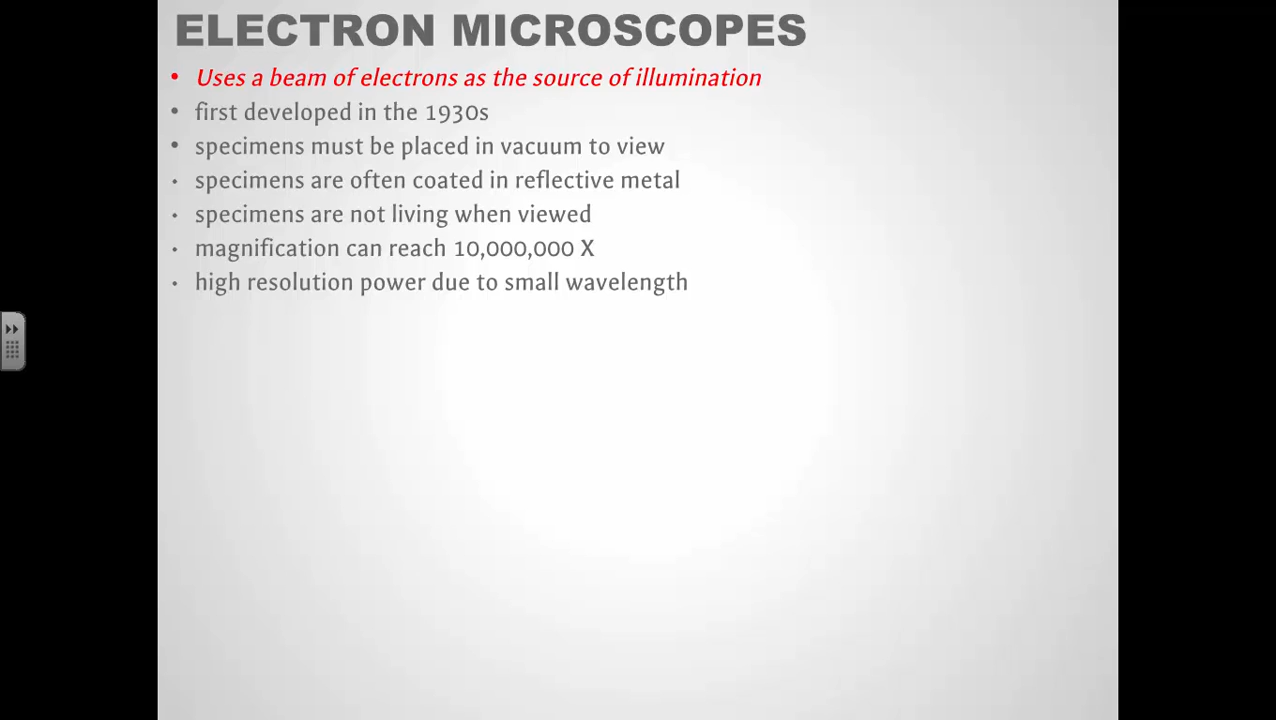 ELECTRON MICROSCOPES
• Uses a beam of electrons as the source of illumination
• first developed in the 1930s
• specimens must be placed in vacuum to view
• specimens are often coated in reflective metal
• specimens are not living when viewed
• magnification can reach 10,000,000 X
• high resolution power due to small wavelength